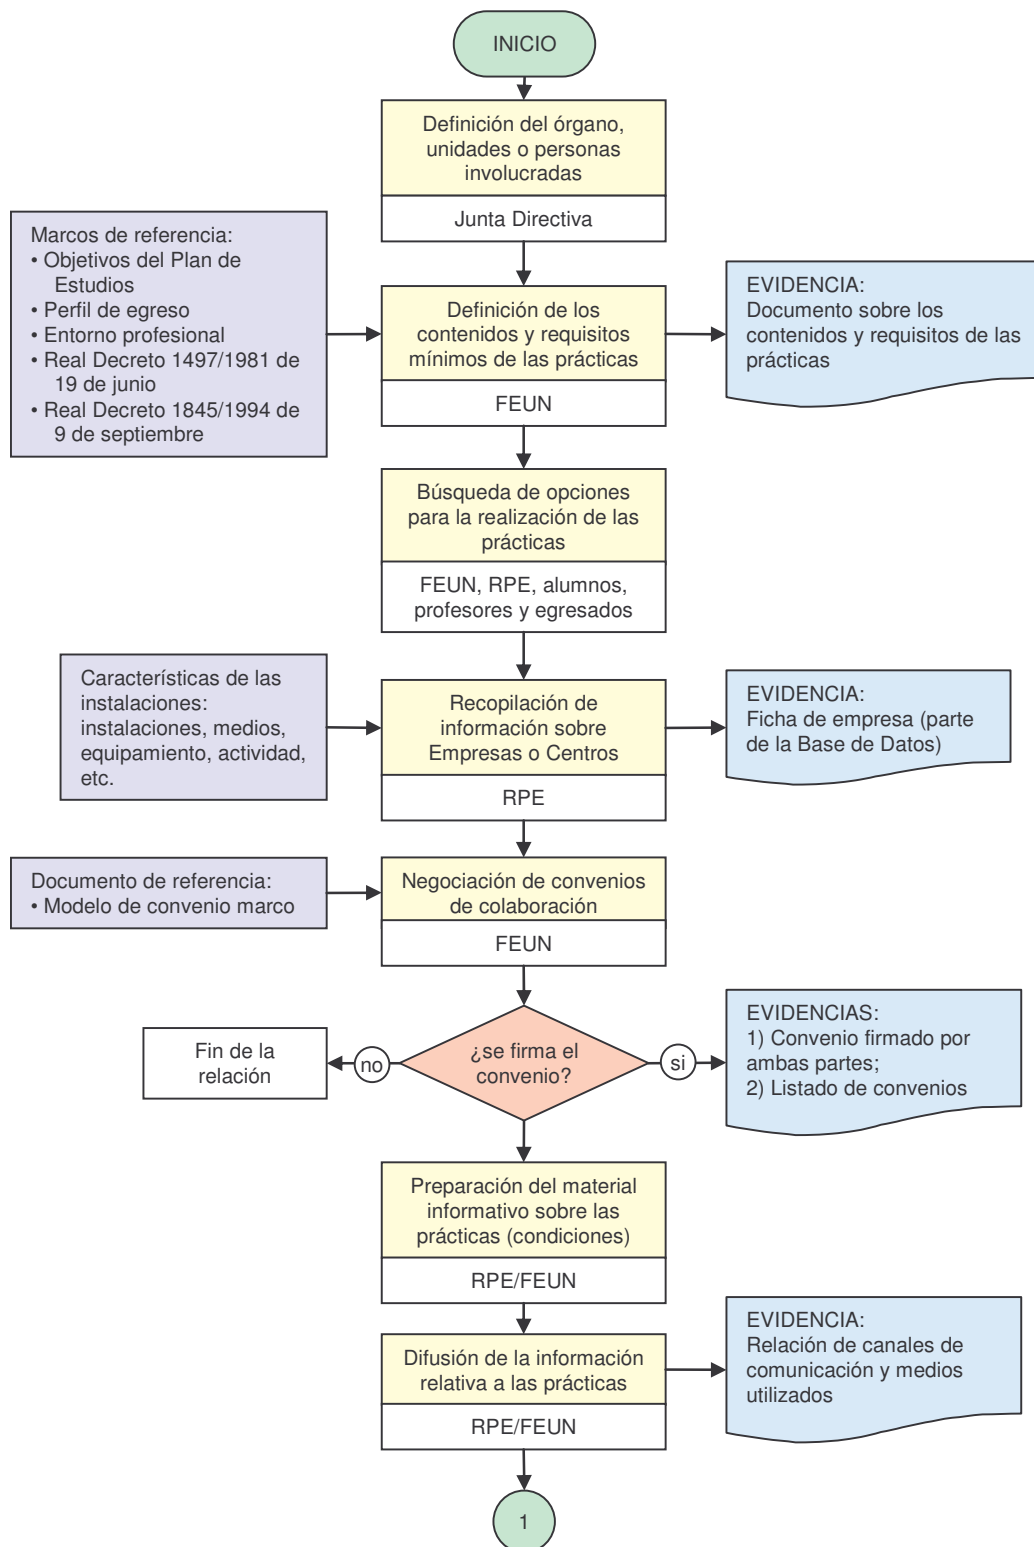 INICIO
Definición del órgano,
unidades o personas
involucradas
Junta Directiva
Marcos de referencia:
• Objetivos del Plan de
Estudios
• Perfil de egreso
• Entorno profesional
• Real Decreto 1497/1981 de
19 de junio
• Real Decreto 1845/1994 de
9 de septiembre
Definición de los
contenidos y requisitos
mínimos de las prácticas
FEUN
EVIDENCIA:
Documento sobre los
contenidos y requisitos de las
prácticas
Búsqueda de opciones
para la realización de las
prácticas
FEUN, RPE, alumnos,
profesores y egresados
Características de las
instalaciones:
instalaciones, medios,
equipamiento, actividad,
etc.
Recopilación de
información sobre
Empresas o Centros
RPE
EVIDENCIA:
Ficha de empresa (parte
de la Base de Datos)
Documento de referencia:
• Modelo de convenio marco
Negociación de convenios
de colaboración
FEUN
Fin de la
relación
no
¿se firma el
convenio?
si
EVIDENCIAS:
1) Convenio firmado por
ambas partes;
2) Listado de convenios
Preparación del material
informativo sobre las
prácticas (condiciones)
RPE/FEUN
Difusión de la información
relativa a las prácticas
RPE/FEUN
EVIDENCIA:
Relación de canales de
comunicación y medios
utilizados
1